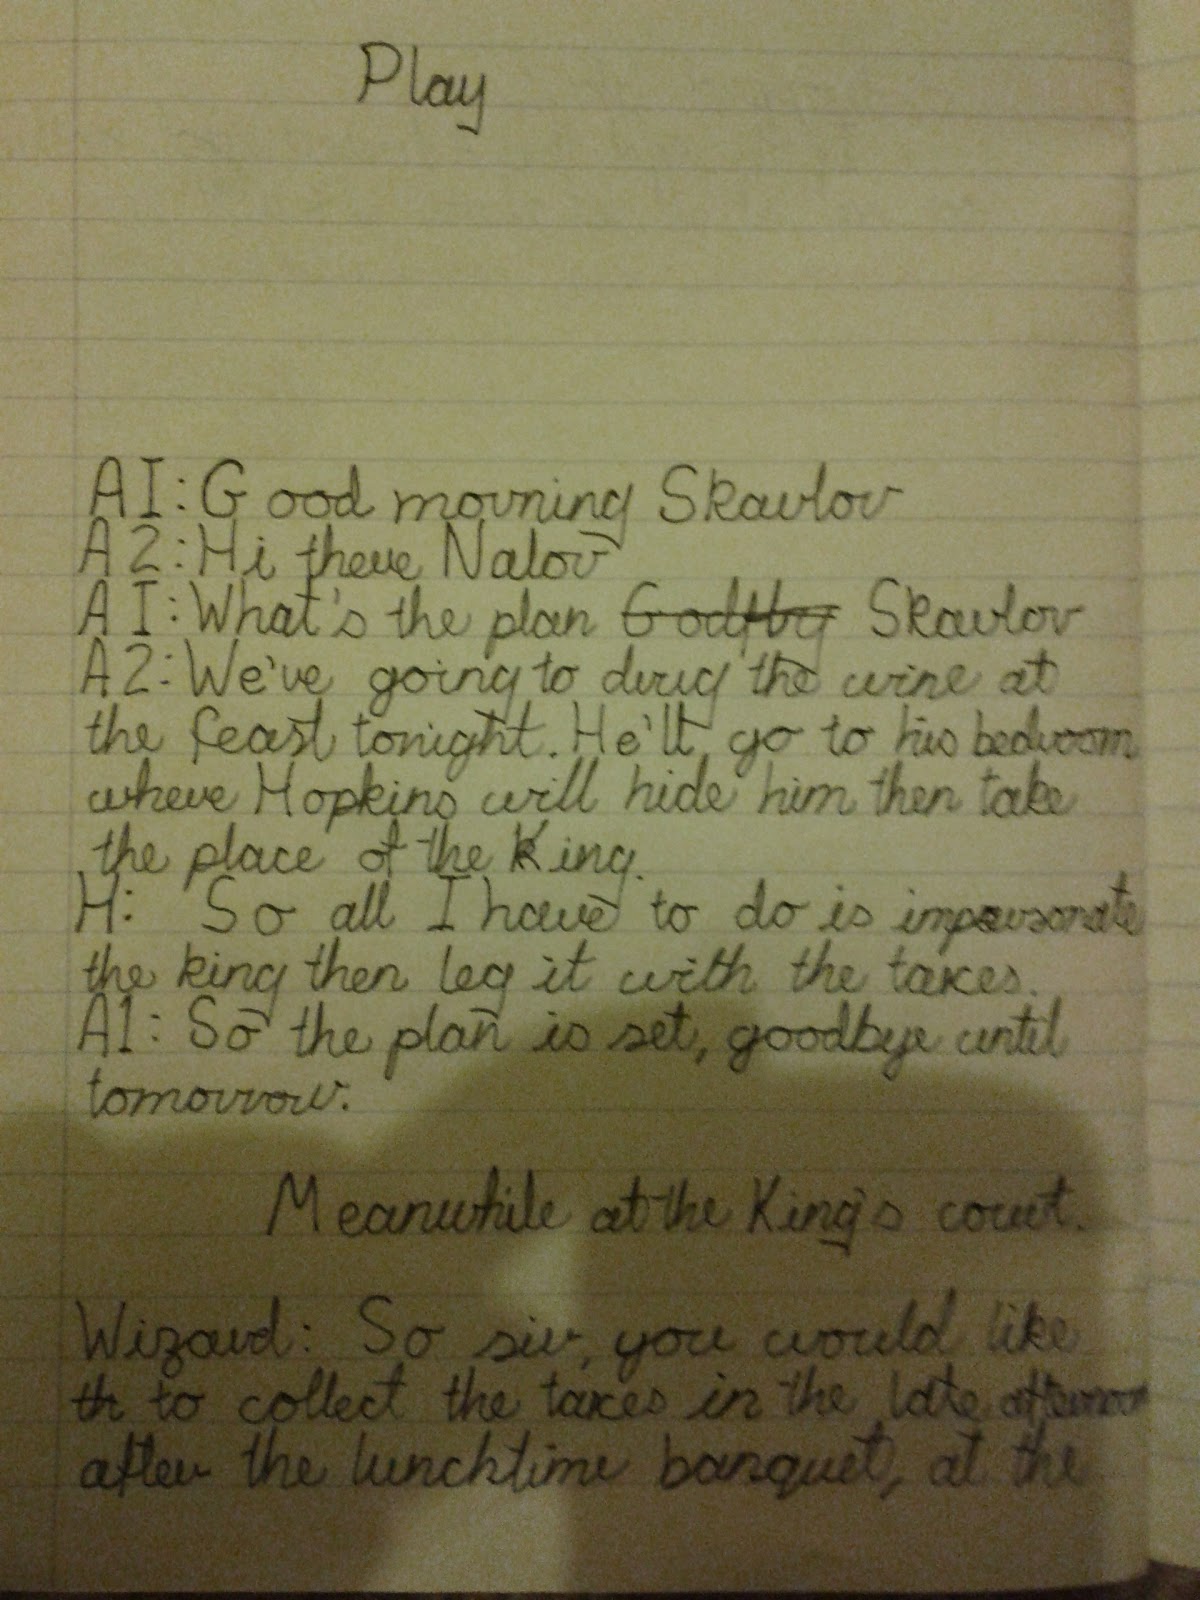 Play
A1: Good morning Skarlov
A2: Hi there Nalov
A1: What's the plan Godfby Skarlov
A2: We're going to drug the wine at
the feast tonight. He'll go to his bedroom
where Hopkins will hide him then take
the place of the King.
H: So all I have to do is impersonate
the king then leg it with the taxes.
A1: So the plan is set, goodbye until
tomorrow.
Meanwhile at the King's court.
Wizard: So sir, you would like
th to collect the taxes in the late afternoon
after the lunchtime banquet, at the